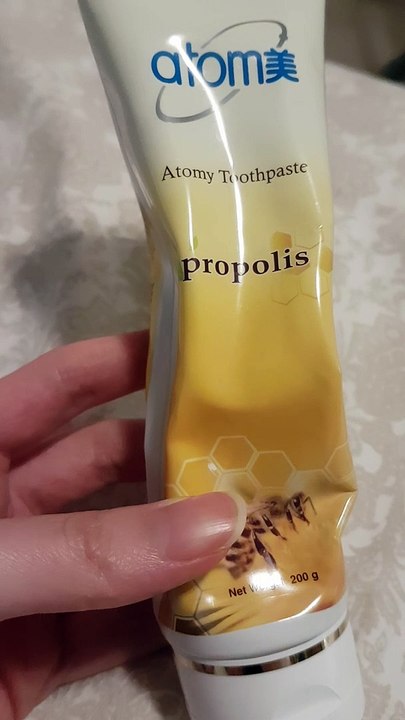 atom美
Atomy Toothpaste
propolis
Net 200 g